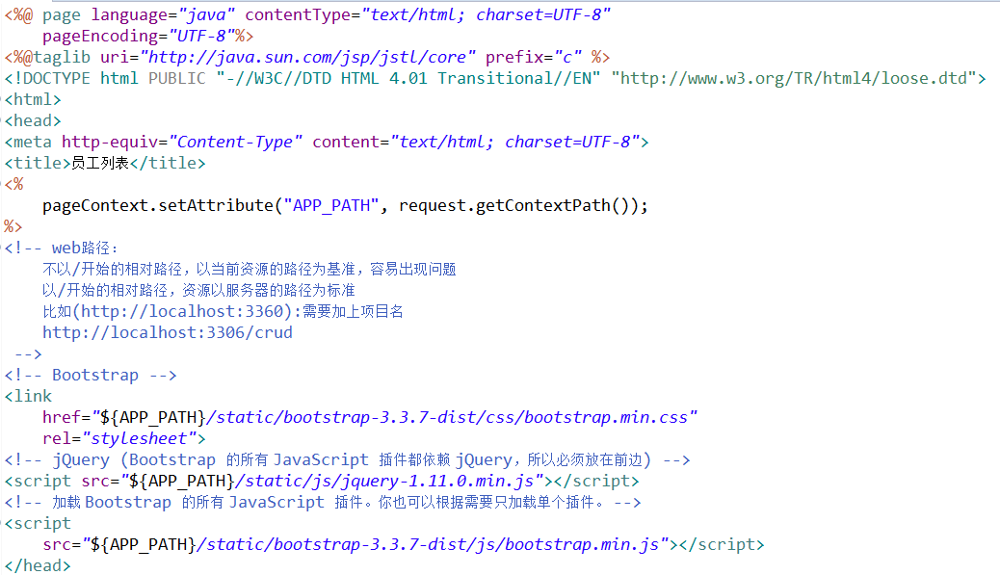 <%@ page language="java" contentType="text/html; charset=UTF-8"
    pageEncoding="UTF-8"%>
<%@taglib uri="http://java.sun.com/jsp/jstl/core" prefix="c" %>
<!DOCTYPE html PUBLIC "-//W3C//DTD HTML 4.01 Transitional//EN" "http://www.w3.org/TR/html4/loose.dtd">
<html>
<head>
<meta http-equiv="Content-Type" content="text/html; charset=UTF-8">
<title>员工列表</title>
<%
    pageContext.setAttribute("APP_PATH", request.getContextPath());
%>
<!-- web路径：
    不以/开始的相对路径，以当前资源的路径为基准，容易出现问题
    以/开始的相对路径，资源以服务器的路径为标准
    比如(http://localhost:3360):需要加上项目名
    http://localhost:3306/crud
 -->
<!-- Bootstrap -->
<link
    href="${APP_PATH}/static/bootstrap-3.3.7-dist/css/bootstrap.min.css"
    rel="stylesheet">
<!-- jQuery (Bootstrap 的所有 JavaScript 插件都依赖 jQuery，所以必须放在前边) -->
<script src="${APP_PATH}/static/js/jquery-1.11.0.min.js"></script>
<!-- 加载 Bootstrap 的所有 JavaScript 插件。你也可以根据需要只加载单个插件。 -->
<script
    src="${APP_PATH}/static/bootstrap-3.3.7-dist/js/bootstrap.min.js"></script>
</head>